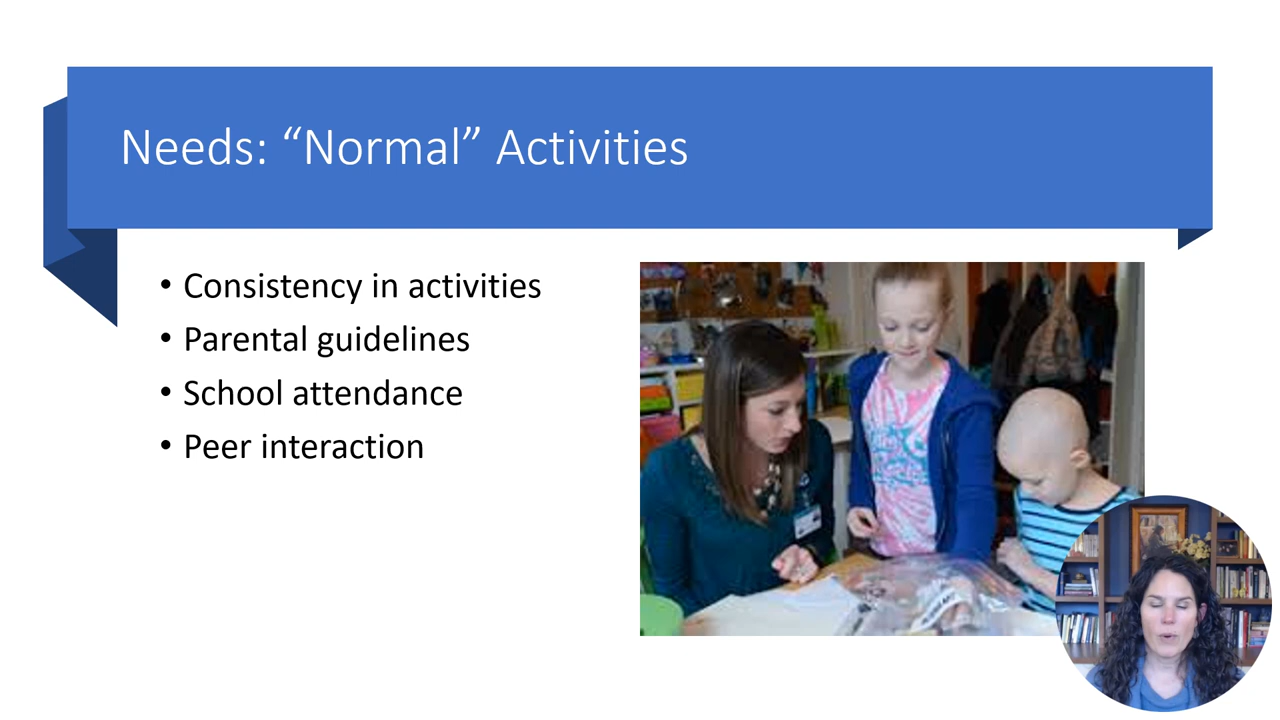 Needs: “Normal” Activities
• Consistency in activities
• Parental guidelines
• School attendance
• Peer interaction